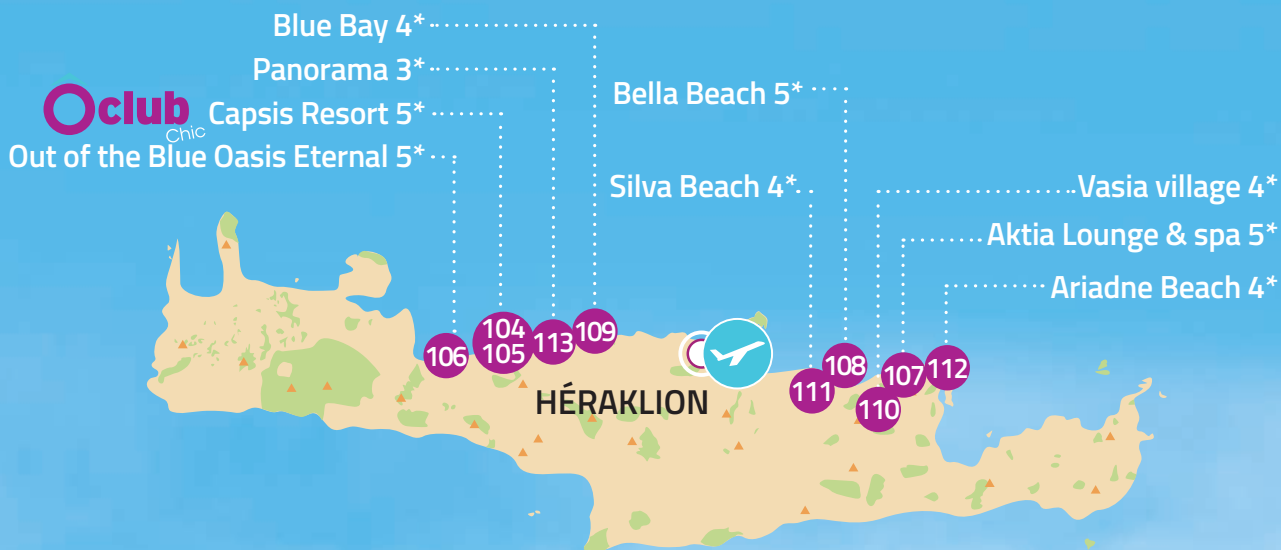 Blue Bay 4*
Panorama 3*
Oclub Chic Capsis Resort 5*
Out of the Blue Oasis Eternal 5*
Bella Beach 5*
Silva Beach 4*
Vasia village 4*
Aktia Lounge & spa 5*
Ariadne Beach 4*
106
104
105
113
109
HÉRAKLION
111
108
110
107
112